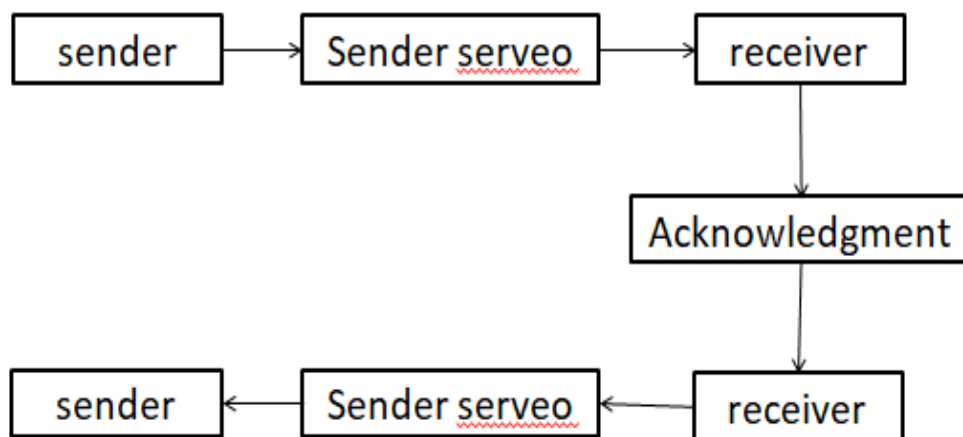 sender
Sender serveo
receiver
Acknowledgment
sender
Sender serveo
receiver